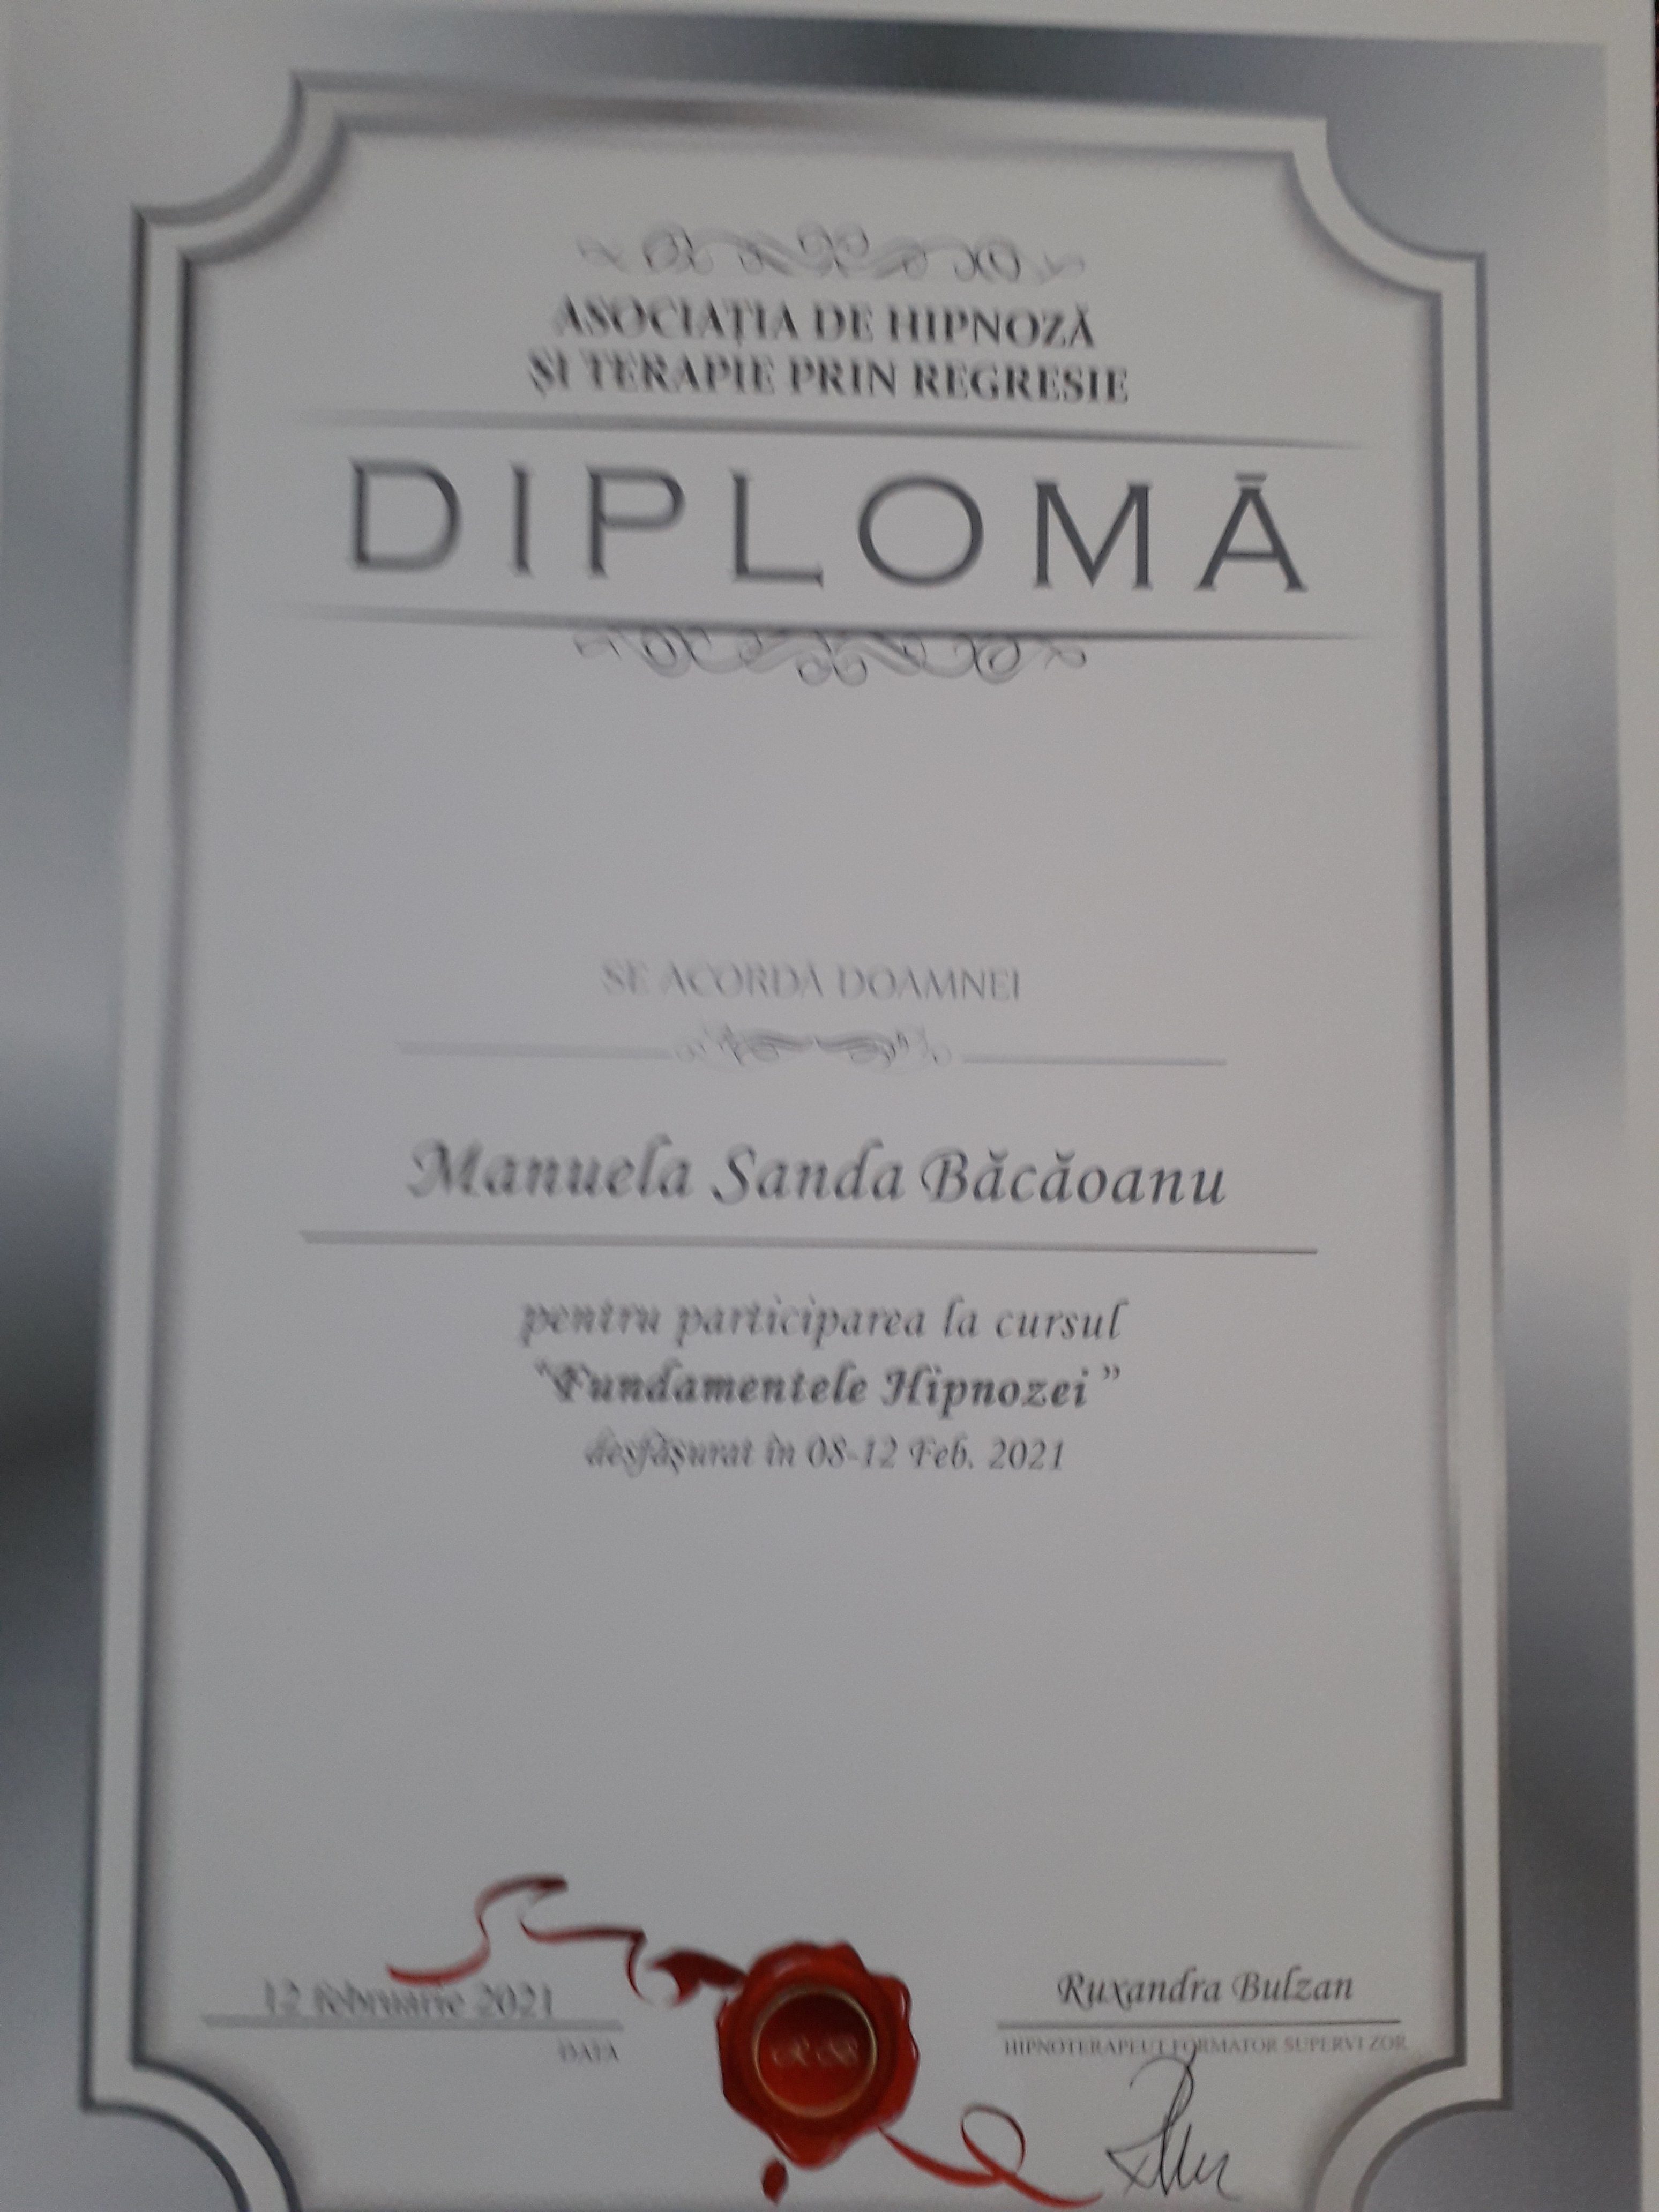 ASOCIAȚIA DE HIPNOZĂ
ȘI TERAPIE PRIN REGRESIE
DIPLOMĂ
SE ACORDĂ DOAMNEI
Manuela Sanda Băcăoanu
pentru participarea la cursul
“Fundamentele Hipnozei”
desfășurat în 08-12 Feb. 2021
12 februarie 2021
DATA
Ruxandra Bulzan
HIPNOTERAPEUT FORMATOR SUPERVIZOR